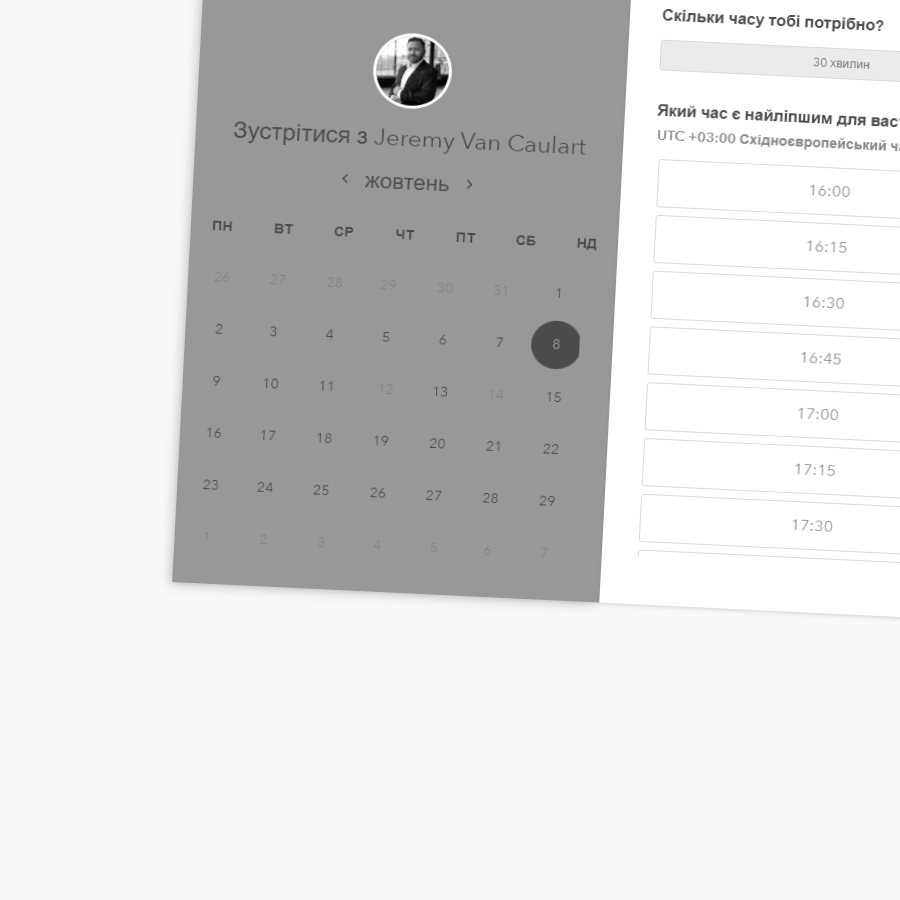 Зустрітися з Jeremy Van Caulart
‹ жовтень ›
ПН ВТ СР ЧТ ПТ СБ НД
26 27 28 29 30 31 1
2 3 4 5 6 7 8
9 10 11 12 13 14 15
16 17 18 19 20 21 22
23 24 25 26 27 28 29
1 2 3 4 5 6 7
Скільки часу тобі потрібно?
30 хвилин
Який час є найліпшим для вас
UTC +03:00 Східноєвропейський
16:00
16:15
16:30
16:45
17:00
17:15
17:30